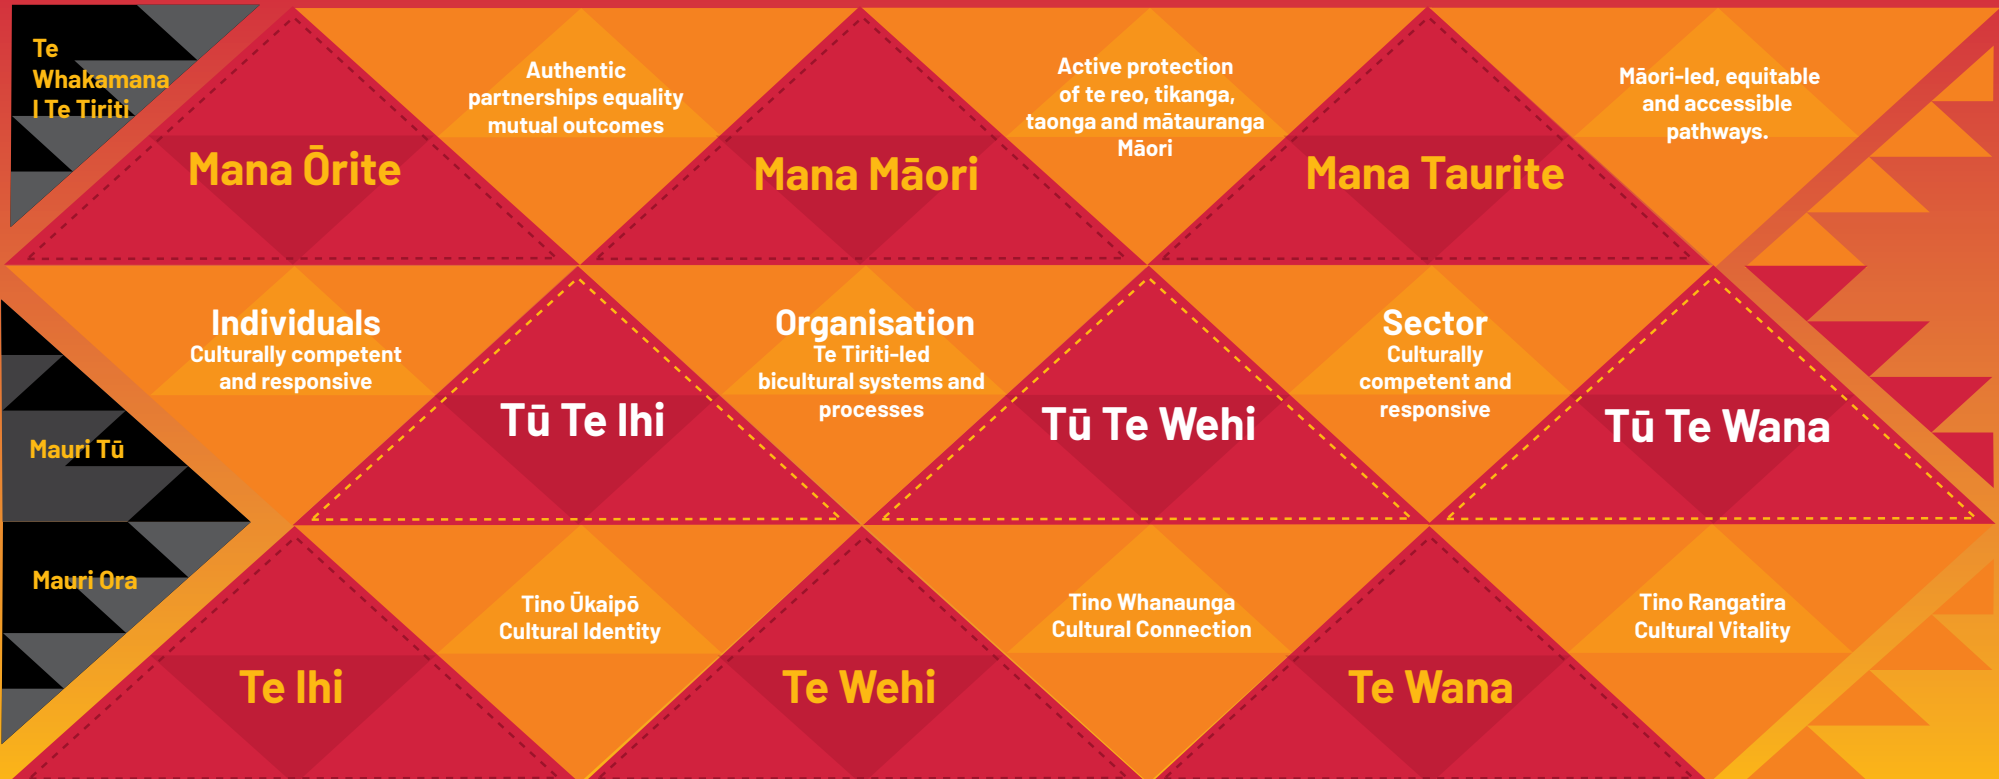 Te
Whakamana
I Te Tiriti
Mana Ōrite
Authentic
partnerships equality
mutual outcomes
Mana Māori
Active protection
of te reo, tikanga,
taonga and mātauranga
Māori
Mana Taurite
Māori-led, equitable
and accessible
pathways.
Mauri Tū
Individuals
Culturally competent
and responsive
Tū Te Ihi
Organisation
Te Tiriti-led
bicultural systems and
processes
Tū Te Wehi
Sector
Culturally
competent and
responsive
Tū Te Wana
Mauri Ora
Te Ihi
Tino Ūkaipō
Cultural Identity
Te Wehi
Tino Whanaunga
Cultural Connection
Te Wana
Tino Rangatira
Cultural Vitality